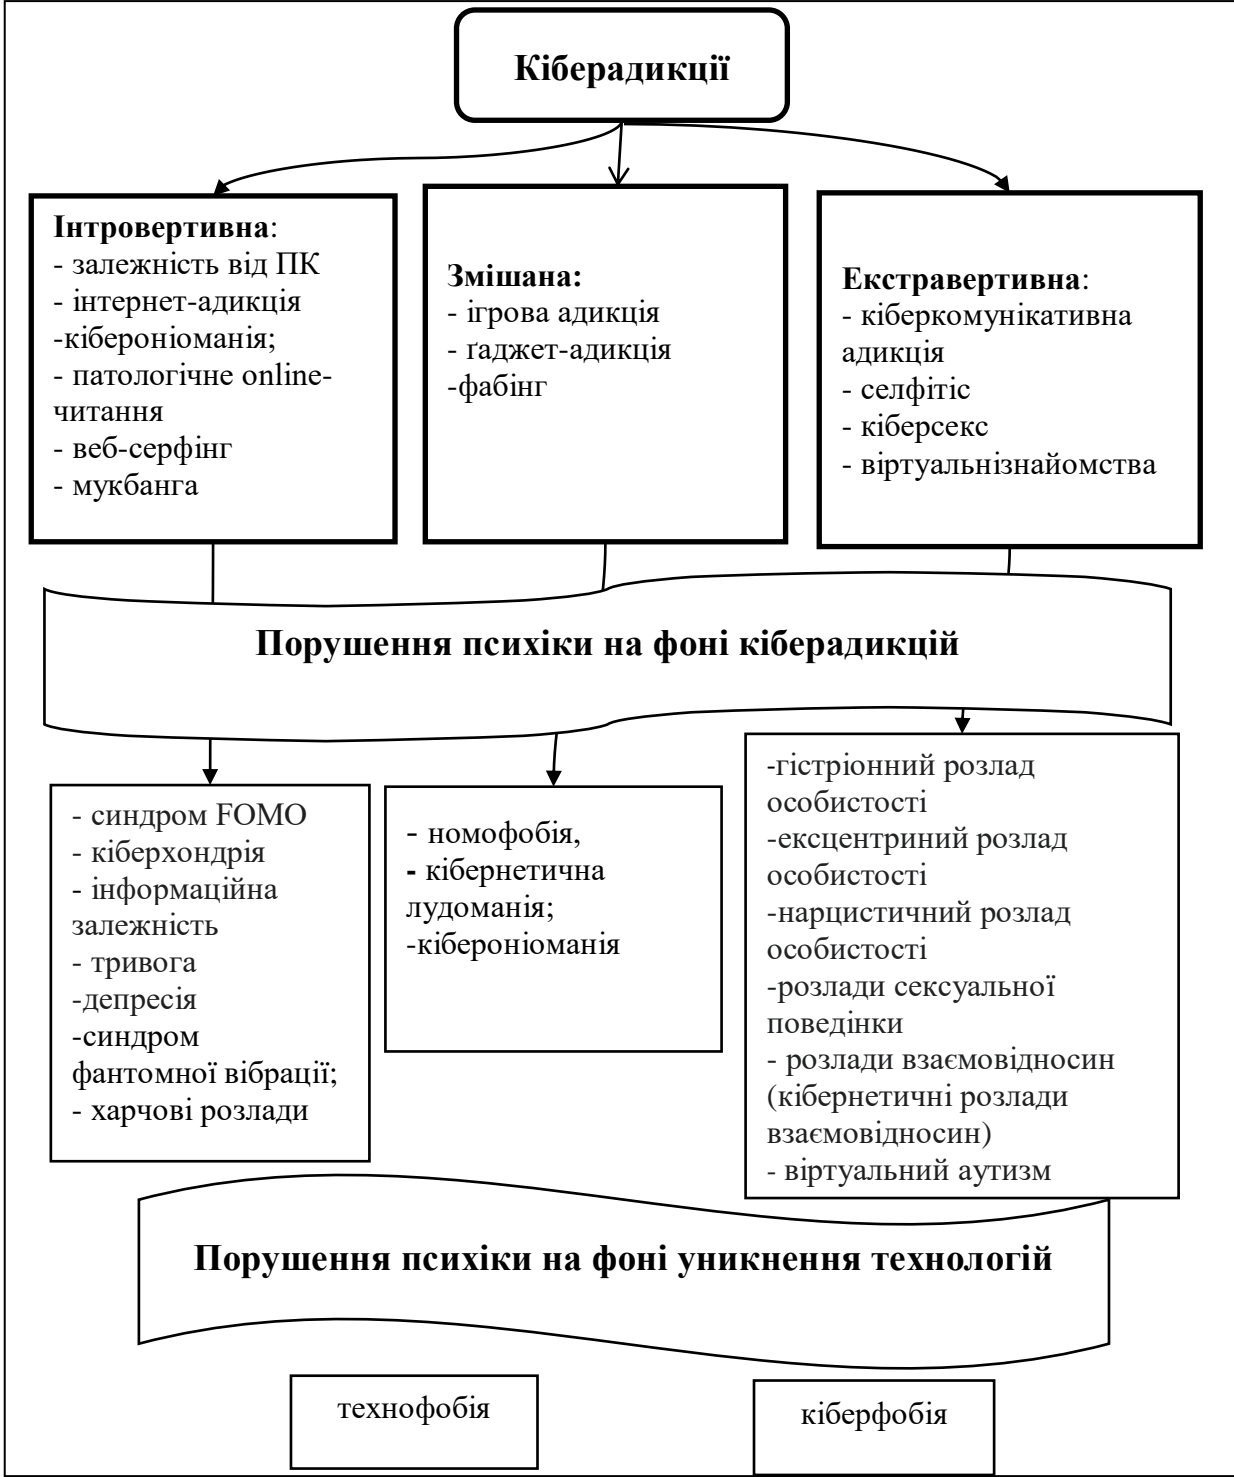 Кіберадикції
Інтровертивна:
- залежність від ПК
- інтернет-адикція
-кібероніоманія;
- патологічне online-
читання
- веб-серфінг
- мукбанга
Змішана:
- ігрова адикція
- ґаджет-адикція
-фабінг
Екстравертивна:
- кіберкомунікативна
адикція
- селфітіс
- кіберсекс
- віртуальнізнайомства
Порушення психіки на фоні кіберадикцій
- синдром FOMO
- кіберхондрія
- інформаційна
залежність
- тривога
-депресія
-синдром
фантомної вібрації;
- харчові розлади
- номофобія,
- кібернетична
лудоманія;
-кібероніоманія
-гістріонний розлад
особистості
-ексцентриний розлад
особистості
-нарцистичний розлад
особистості
-розлади сексуальної
поведінки
- розлади взаємовідносин
(кібернетичні розлади
взаємовідносин)
- віртуальний аутизм
Порушення психіки на фоні уникнення технологій
технофобія
кіберфобія